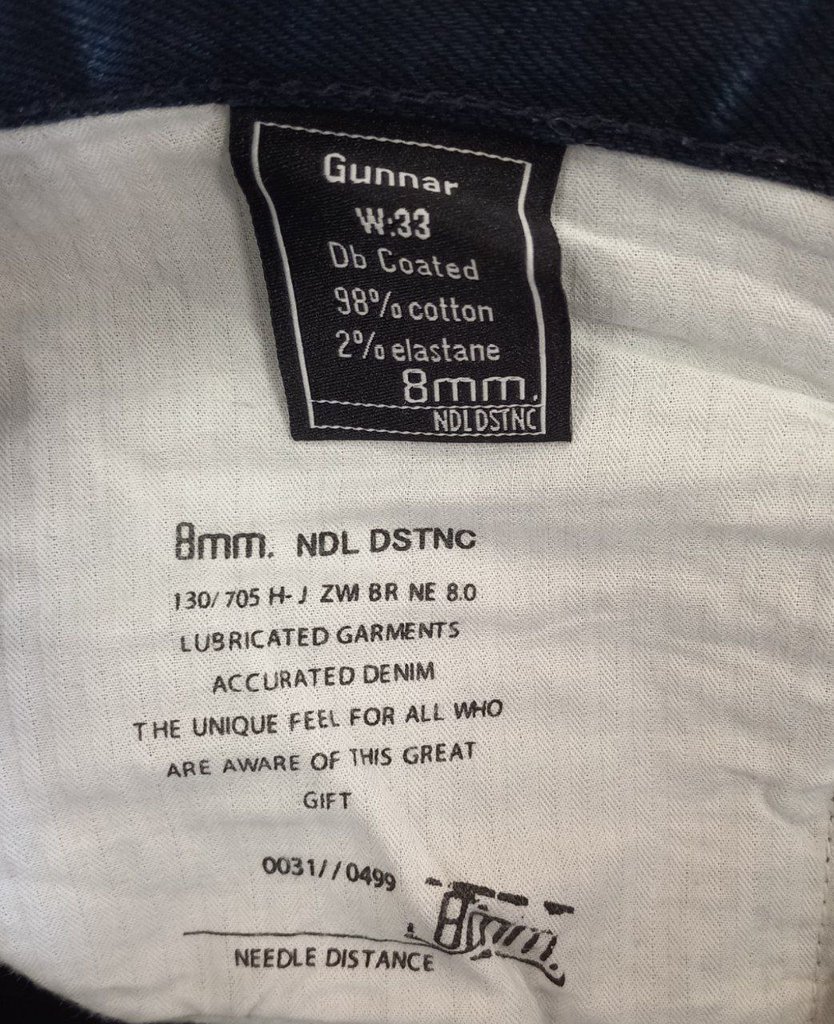 Gunnar
W:33
Db Coated
98% cotton
2% elastane
8mm.
NDLDSTNC
8mm. NDL DSTNC
130/705 H-J ZWI BR NE 8.0
LUBRICATED GARMENTS
ACCURATED DENIM
THE UNIQUE FEEL FOR ALL WHO
ARE AWARE OF THIS GREAT
GIFT
0031//0499
8mm.
NEEDLE DISTANCE